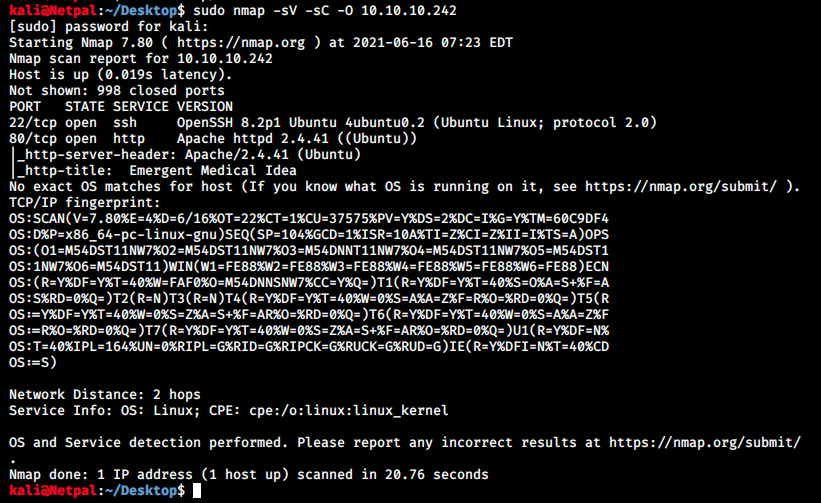 kali@Netpal:~/Desktop$ sudo nmap -sV -sC -O 10.10.10.242
[sudo] password for kali:
Starting Nmap 7.80 ( https://nmap.org ) at 2021-06-16 07:23 EDT
Nmap scan report for 10.10.10.242
Host is up (0.019s latency).
Not shown: 998 closed ports
PORT   STATE SERVICE VERSION
22/tcp open  ssh     OpenSSH 8.2p1 Ubuntu 4ubuntu0.2 (Ubuntu Linux; protocol 2.0)
80/tcp open  http    Apache httpd 2.4.41 ((Ubuntu))
|_http-server-header: Apache/2.4.41 (Ubuntu)
|_http-title:  Emergent Medical Idea
No exact OS matches for host (If you know what OS is running on it, see https://nmap.org/submit/ ).
TCP/IP fingerprint:
OS:SCAN(V=7.80%E=4%D=6/16%OT=22%CT=1%CU=37575%PV=Y%DS=2%DC=I%G=Y%TM=60C9DF4
OS:D%P=x86_64-pc-linux-gnu)SEQ(SP=104%GCD=1%ISR=10A%TI=Z%CI=Z%II=I%TS=A)OPS
OS:(O1=M54DST11NW7%O2=M54DST11NW7%O3=M54DNNT11NW7%O4=M54DST11NW7%O5=M54DST1
OS:1NW7%O6=M54DST11)WIN(W1=FE88%W2=FE88%W3=FE88%W4=FE88%W5=FE88%W6=FE88)ECN
OS:(R=Y%DF=Y%T=40%W=FAF0%O=M54DNNSNW7%CC=Y%Q=)T1(R=Y%DF=Y%T=40%S=O%A=S+%F=A
OS:S%RD=0%Q=)T2(R=N)T3(R=N)T4(R=Y%DF=Y%T=40%W=0%S=A%A=Z%F=R%O=%RD=0%Q=)T5(R
OS:=Y%DF=Y%T=40%W=0%S=Z%A=S+%F=AR%O=%RD=0%Q=)T6(R=Y%DF=Y%T=40%W=0%S=A%A=Z%F
OS:=R%O=%RD=0%Q=)T7(R=Y%DF=Y%T=40%W=0%S=Z%A=S+%F=AR%O=%RD=0%Q=)U1(R=Y%DF=N%
OS:T=40%IPL=164%UN=0%RIPL=G%RID=G%RIPCK=G%RUCK=G%RUD=G)IE(R=Y%DFI=N%T=40%CD
OS:=S)
Network Distance: 2 hops
Service Info: OS: Linux; CPE: cpe:/o:linux:linux_kernel
OS and Service detection performed. Please report any incorrect results at https://nmap.org/submit/
.
Nmap done: 1 IP address (1 host up) scanned in 20.76 seconds
kali@Netpal:~/Desktop$